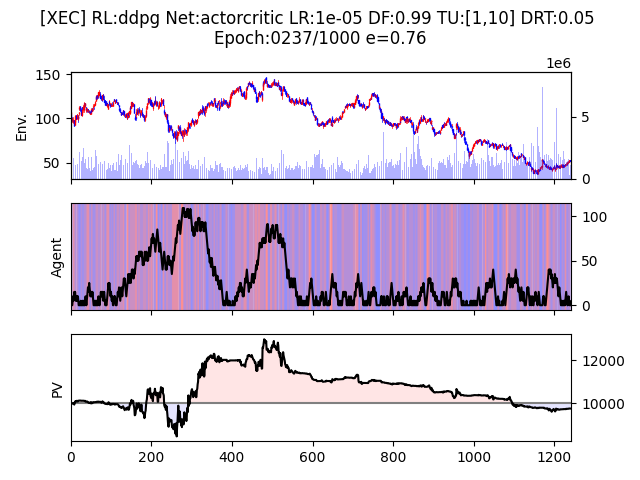 [XEC] RL:ddpg Net:actorcritic LR:1e-05 DF:0.99 TU:[1,10] DRT:0.05
Epoch:0237/1000 e=0.76
1e6
150
100
50
Env.
5
0
Agent
100
50
0
PV
12000
10000
0 200 400 600 800 1000 1200